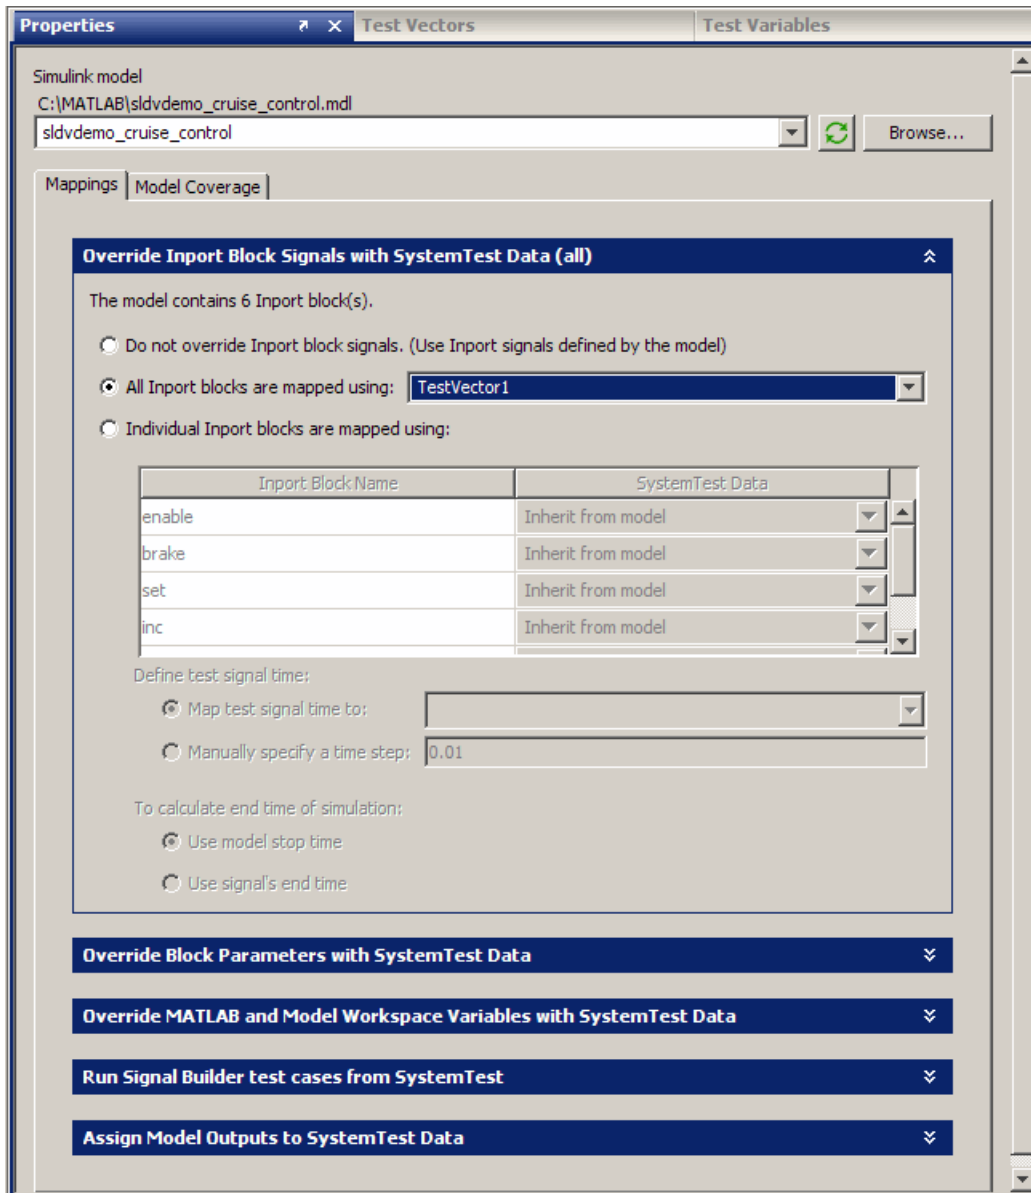 Properties Test Vectors Test Variables
Simulink model
C:\MATLAB\sldvdemo_cruise_control.mdl
sldvdemo_cruise_control Browse...
Mappings Model Coverage
Override Inport Block Signals with SystemTest Data (all)
The model contains 6 Inport block(s).
Do not override Inport block signals. (Use Inport signals defined by the model)
All Inport blocks are mapped using: TestVector1
Individual Inport blocks are mapped using:
Inport Block Name SystemTest Data
enable Inherit from model
brake Inherit from model
set Inherit from model
inc Inherit from model
Define test signal time:
Map test signal time to:
Manually specify a time step: 0.01
To calculate end time of simulation:
Use model stop time
Use signal's end time
Override Block Parameters with SystemTest Data
Override MATLAB and Model Workspace Variables with SystemTest Data
Run Signal Builder test cases from SystemTest
Assign Model Outputs to SystemTest Data